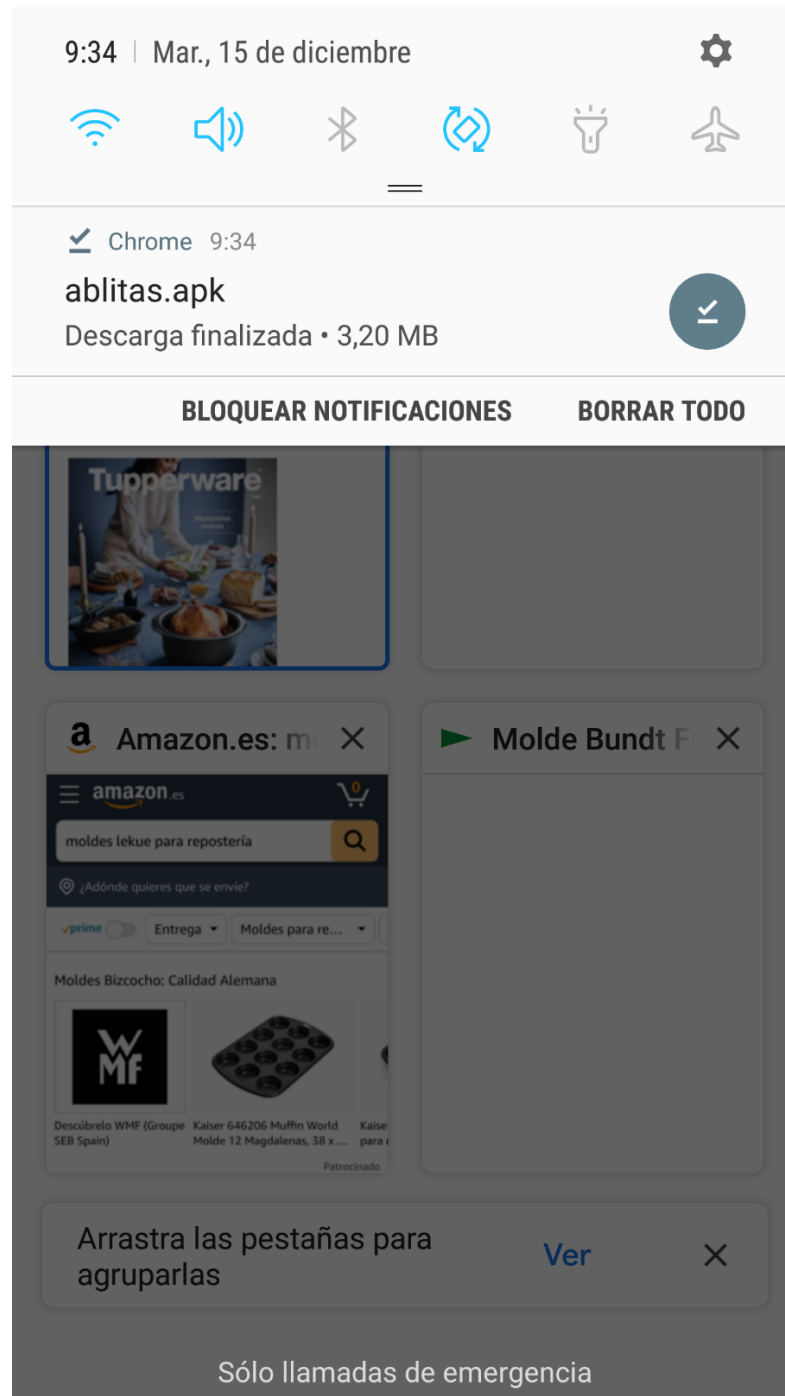 9:34 | Mar., 15 de diciembre
Chrome 9:34
ablitas.apk
Descarga finalizada • 3,20 MB
BLOQUEAR NOTIFICACIONES BORRAR TODO
Tupperware
a Amazon.es: m
amazon.es 0
moldes lekue para repostería
¿Adónde quieres que se envíe?
prime Entrega Moldes para re...
Moldes Bizcocho: Calidad Alemana
WMF
Descúbrelo WMF (Groupe
SEB Spain)
Kaiser 646206 Muffin World
Molde 12 Magdalenas, 38 x ...
Kaise
para
Patrocinado
Molde Bundt F
Arrastra las pestañas para
agruparlas
Ver
Sólo llamadas de emergencia